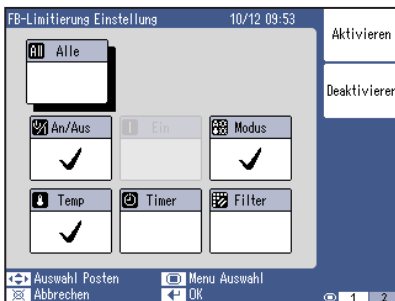 FB-Limitierung Einstellung 10/12 09:53
Aktivieren
Deaktivieren
All Alle
An/Aus Ein Modus
Temp Timer Filter
Auswahl Posten Menu Auswahl
Abbrechen OK 1 2